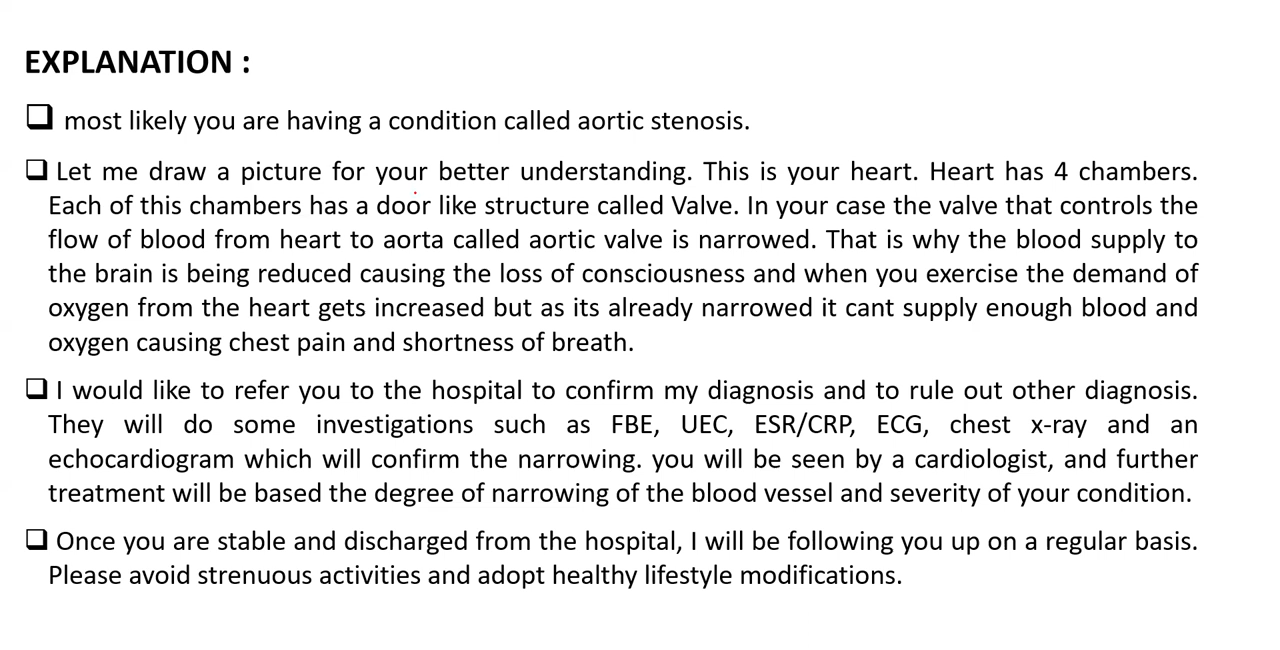 EXPLANATION :
❑ most likely you are having a condition called aortic stenosis.
❑ Let me draw a picture for your better understanding. This is your heart. Heart has 4 chambers.
Each of this chambers has a door like structure called Valve. In your case the valve that controls the
flow of blood from heart to aorta called aortic valve is narrowed. That is why the blood supply to
the brain is being reduced causing the loss of consciousness and when you exercise the demand of
oxygen from the heart gets increased but as its already narrowed it cant supply enough blood and
oxygen causing chest pain and shortness of breath.
❑ I would like to refer you to the hospital to confirm my diagnosis and to rule out other diagnosis.
They will do some investigations such as FBE, UEC, ESR/CRP, ECG, chest x-ray and an
echocardiogram which will confirm the narrowing. you will be seen by a cardiologist, and further
treatment will be based the degree of narrowing of the blood vessel and severity of your condition.
❑ Once you are stable and discharged from the hospital, I will be following you up on a regular basis.
Please avoid strenuous activities and adopt healthy lifestyle modifications.